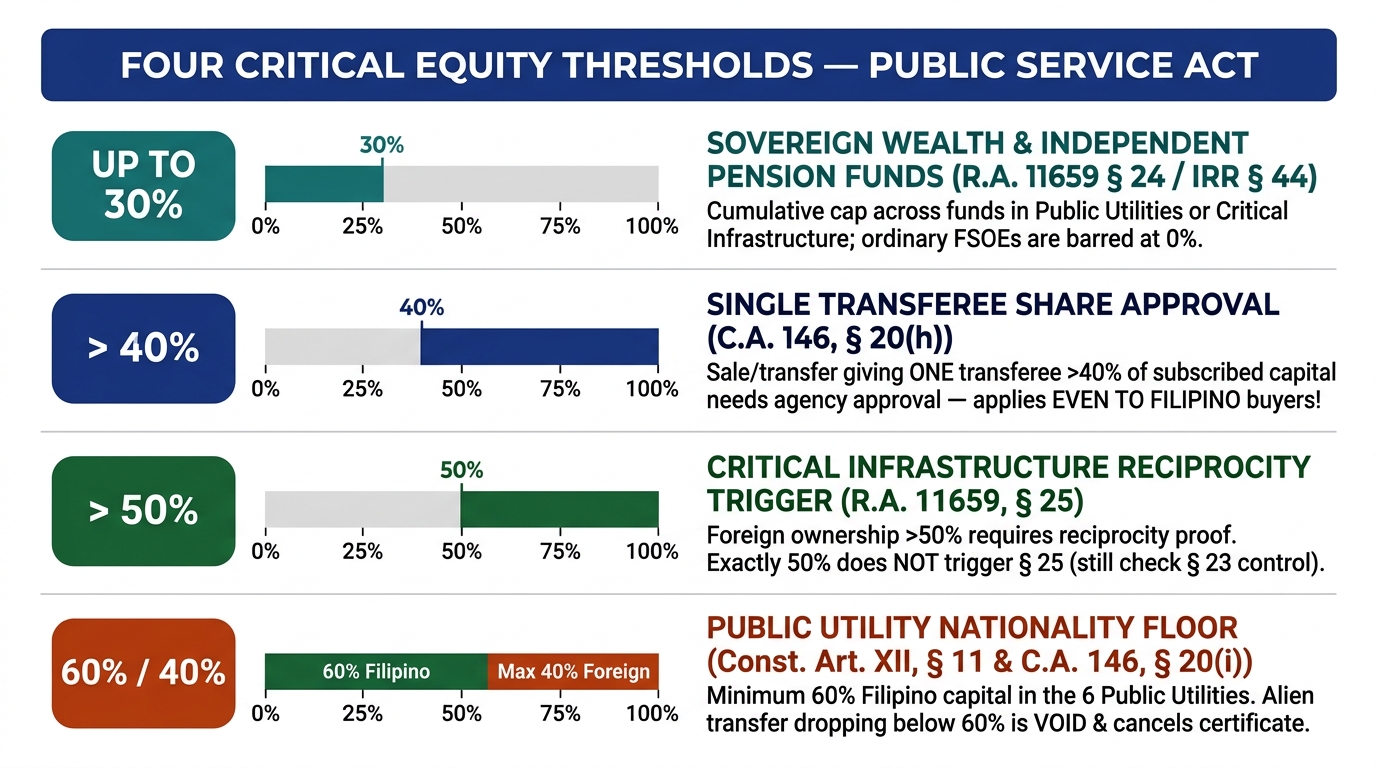 FOUR CRITICAL EQUITY THRESHOLDS — PUBLIC SERVICE ACT
UP TO
30%
30%
0% 25% 50% 75% 100%
SOVEREIGN WEALTH & INDEPENDENT
PENSION FUNDS (R.A. 11659 § 24 / IRR § 44)
Cumulative cap across funds in Public Utilities or Critical
Infrastructure; ordinary FSOEs are barred at 0%.
> 40%
40%
0% 25% 50% 75% 100%
SINGLE TRANSFEREE SHARE APPROVAL
(C.A. 146, § 20(h))
Sale/transfer giving ONE transferee >40% of subscribed capital
needs agency approval — applies EVEN TO FILIPINO buyers!
> 50%
50%
0% 25% 50% 75% 100%
CRITICAL INFRASTRUCTURE RECIPROCITY
TRIGGER (R.A. 11659, § 25)
Foreign ownership >50% requires reciprocity proof.
Exactly 50% does NOT trigger § 25 (still check § 23 control).
60% / 40%
60% Filipino Max 40% Foreign
0% 25% 50% 75% 100%
PUBLIC UTILITY NATIONALITY FLOOR
(Const. Art. XII, § 11 & C.A. 146, § 20(i))
Minimum 60% Filipino capital in the 6 Public Utilities. Alien
transfer dropping below 60% is VOID & cancels certificate.